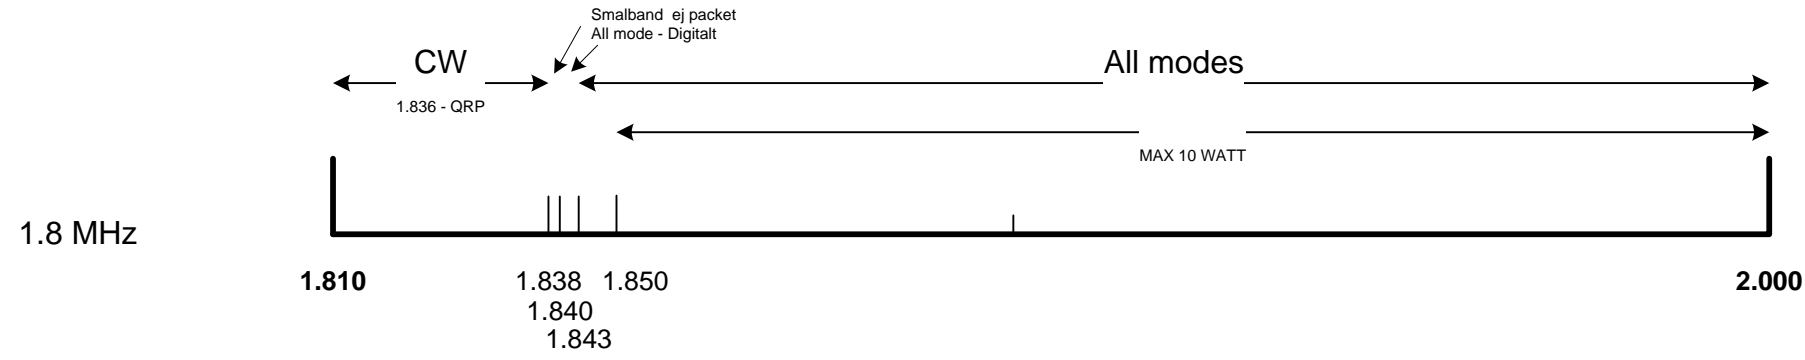 Smalband ej packet
All mode - Digitalt
CW
All modes
1.836 - QRP
MAX 10 WATT
1.8 MHz
1.810
1.838
1.850
2.000
1.840
1.843